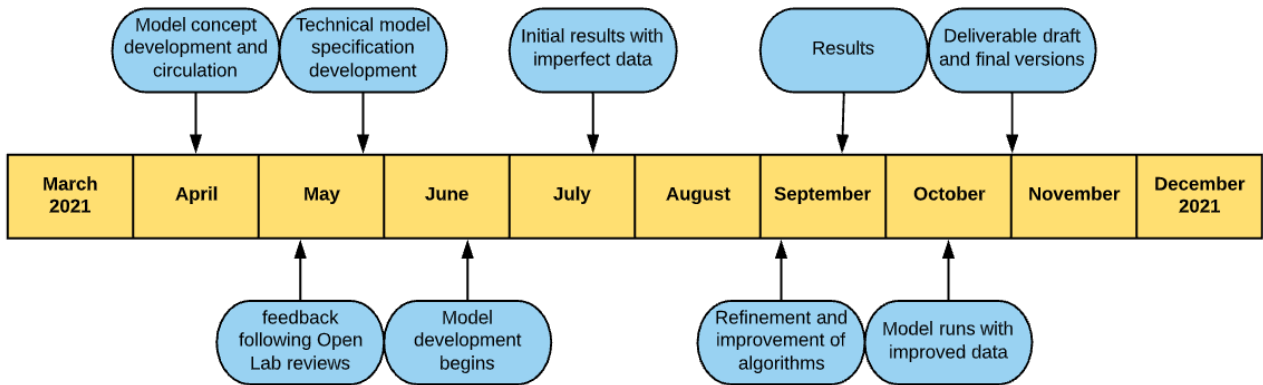 Model concept
development and
circulation
Technical model
specification
development
Initial results with
imperfect data
Results
Deliverable draft
and final versions
March
2021
April
May
June
July
August
September
October
November
December
2021
feedback
following Open
Lab reviews
Model
development
begins
Refinement and
improvement of
algorithms
Model runs with
improved data